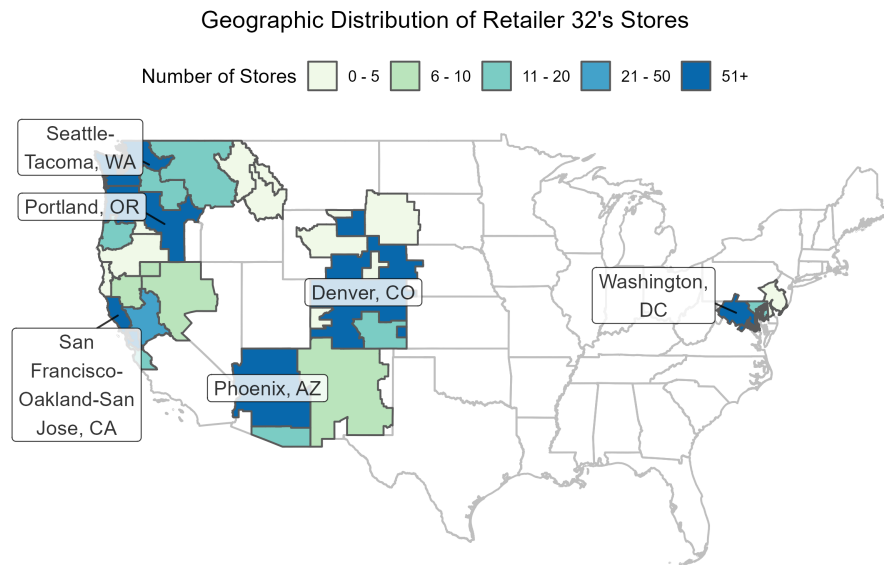 Geographic Distribution of Retailer 32's Stores
Number of Stores 0 - 5 6 - 10 11 - 20 21 - 50 51+
Seattle-
Tacoma, WA
Portland, OR
Denver, CO
Washington,
DC
San
Francisco-
Oakland-San
Jose, CA
Phoenix, AZ